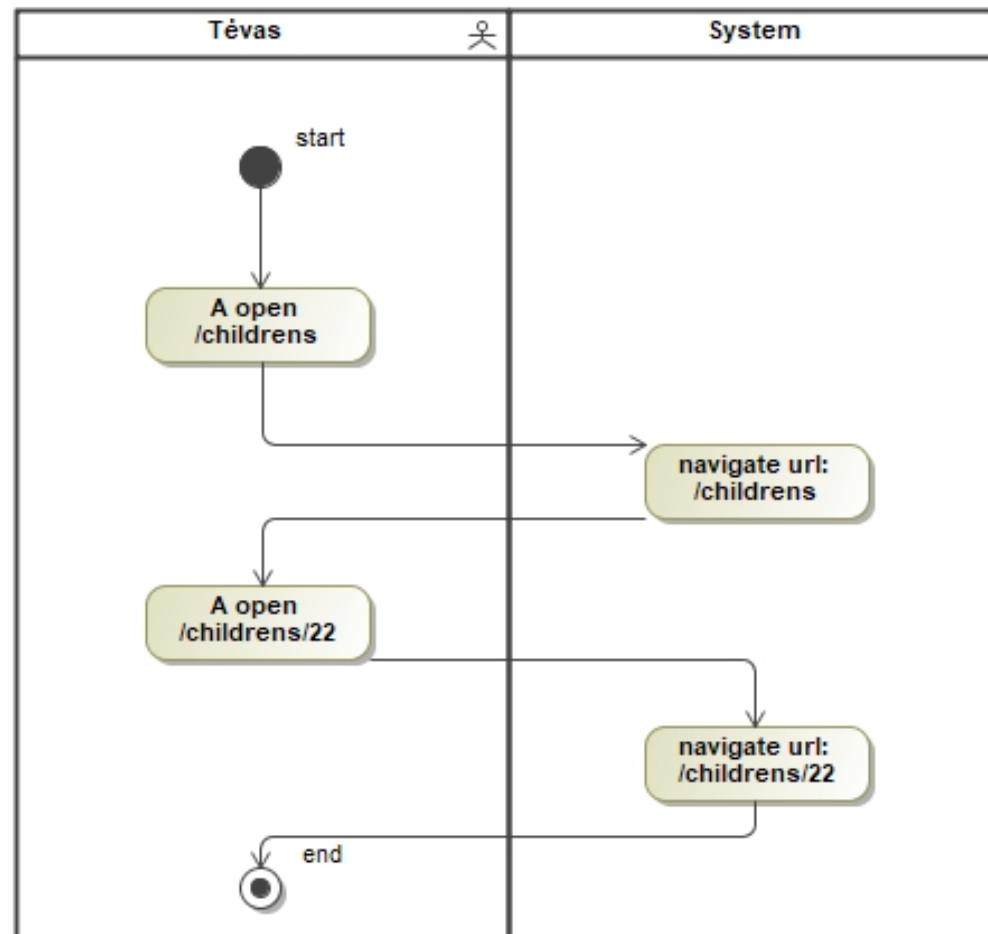 Tėvas
System
start
A open
/childrens
navigate url:
/childrens
A open
/childrens/22
navigate url:
/childrens/22
end